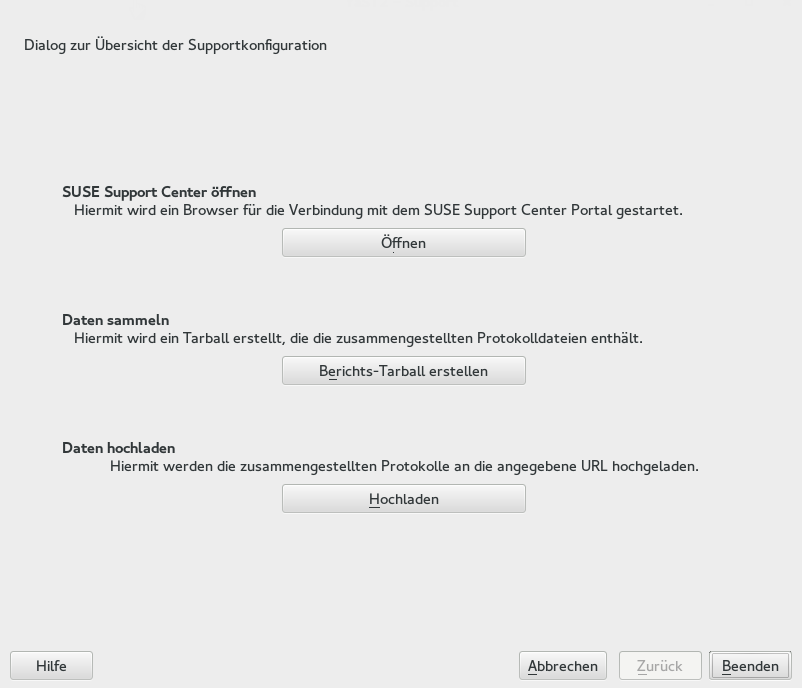 Dialog zur Übersicht der Supportkonfiguration
SUSE Support Center öffnen
Hiermit wird ein Browser für die Verbindung mit dem SUSE Support Center Portal gestartet.
Öffnen
Daten sammeln
Hiermit wird ein Tarball erstellt, die die zusammengestellten Protokolldateien enthält.
Berichts-Tarball erstellen
Daten hochladen
Hiermit werden die zusammengestellten Protokolle an die angegebene URL hochgeladen.
Hochladen
Hilfe Abbrechen Zurück Beenden